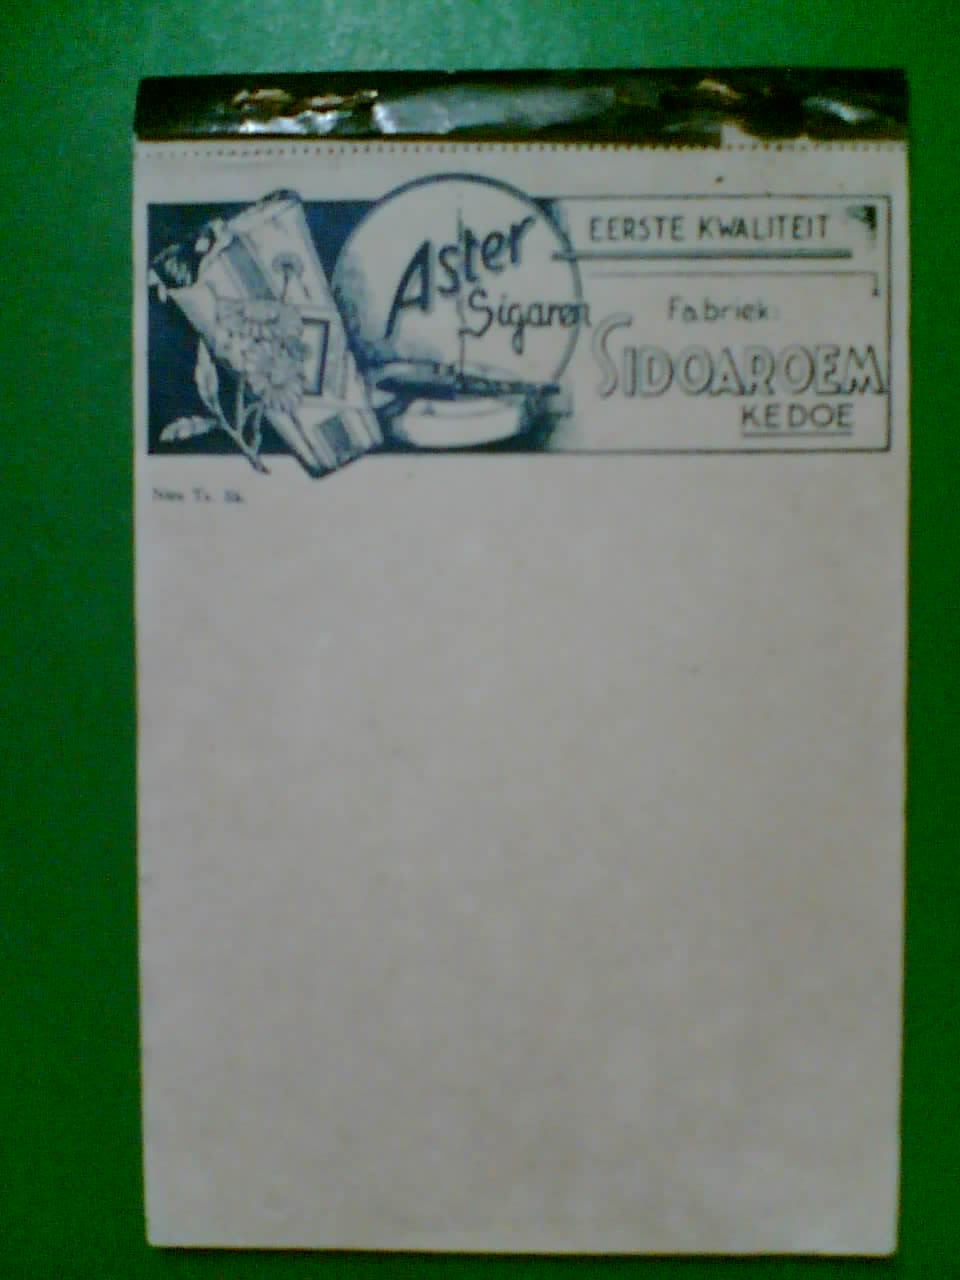 Aster
Sigaren
EERSTE KWALITEIT
Fabriek:
SIDOAROEM
KEDOE